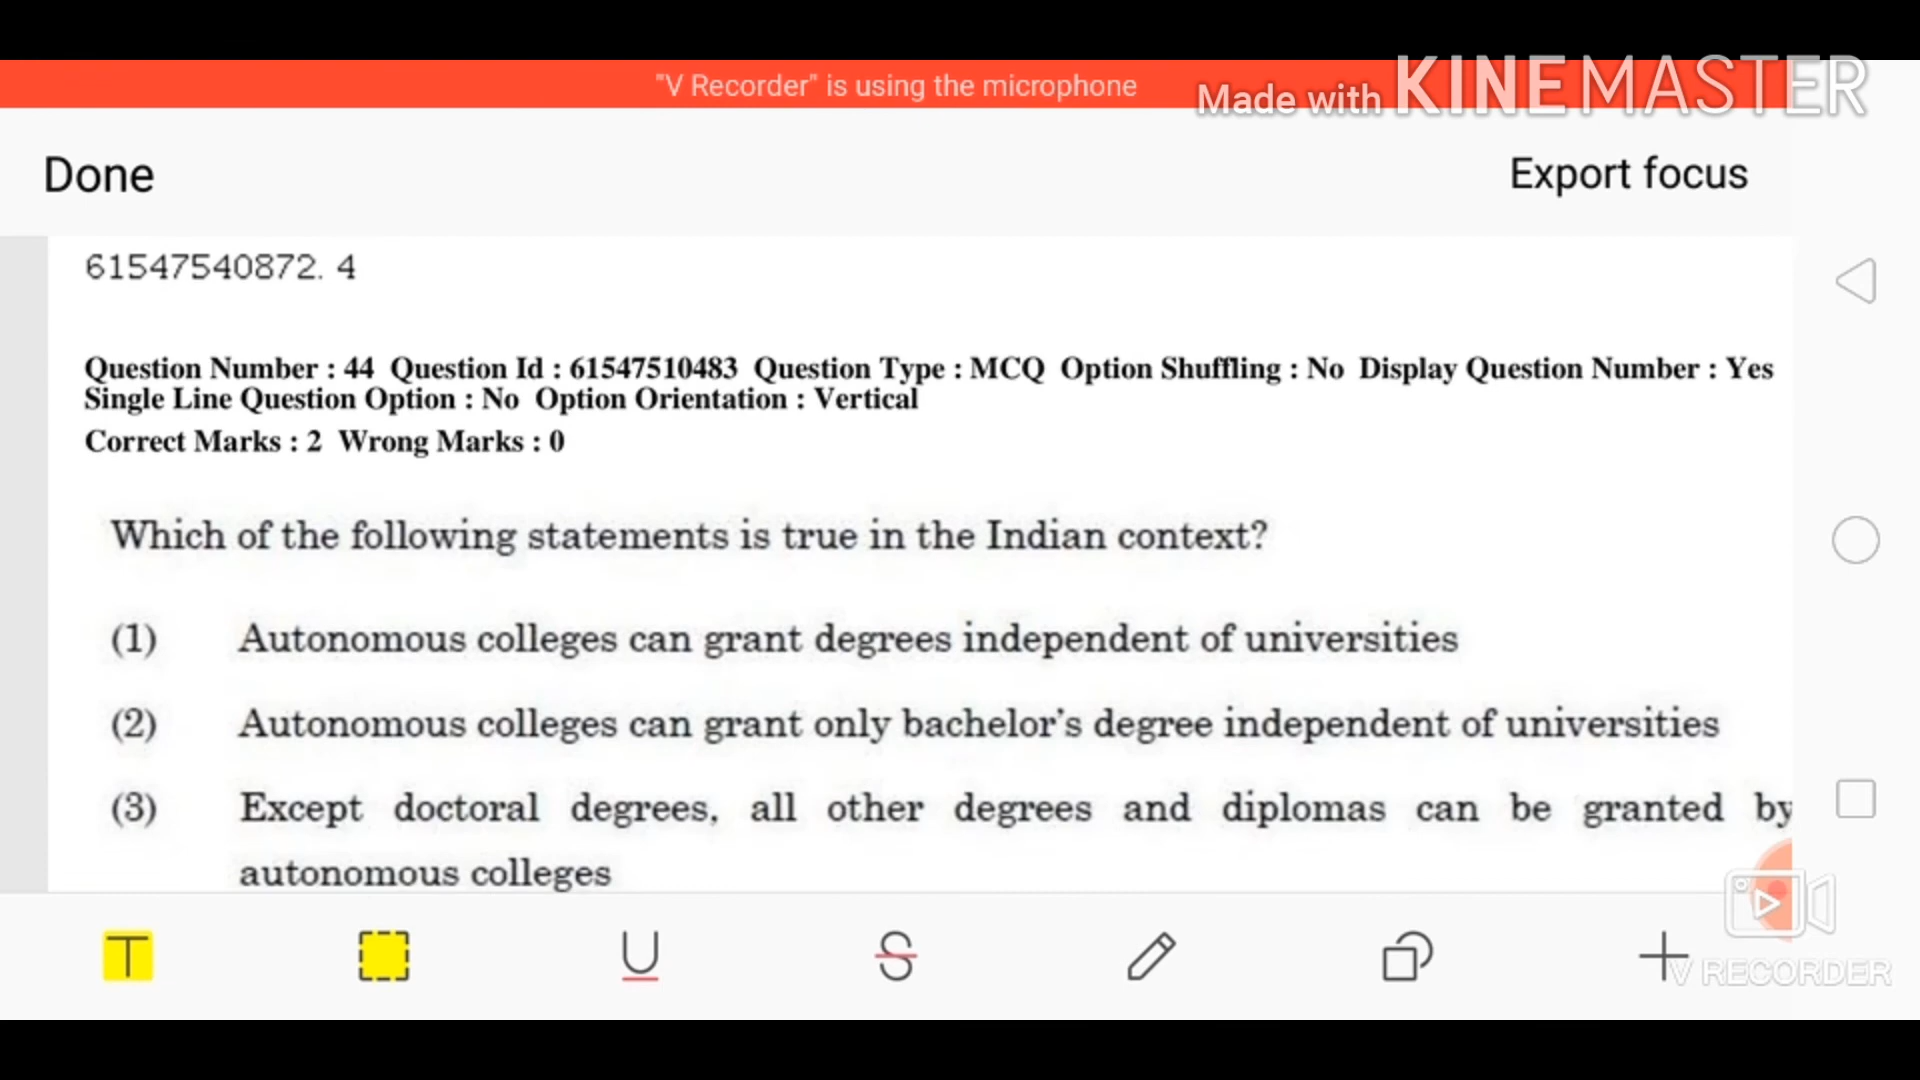 "V Recorder" is using the microphone
Made with KINEMASTER
Done
Export focus
61547540872. 4
Question Number : 44 Question Id : 61547510483 Question Type : MCQ Option Shuffling : No Display Question Number : Yes
Single Line Question Option : No Option Orientation : Vertical
Correct Marks : 2 Wrong Marks : 0
Which of the following statements is true in the Indian context?
(1) Autonomous colleges can grant degrees independent of universities
(2) Autonomous colleges can grant only bachelor's degree independent of universities
(3) Except doctoral degrees, all other degrees and diplomas can be granted by
autonomous colleges
T
U
S
V RECORDER